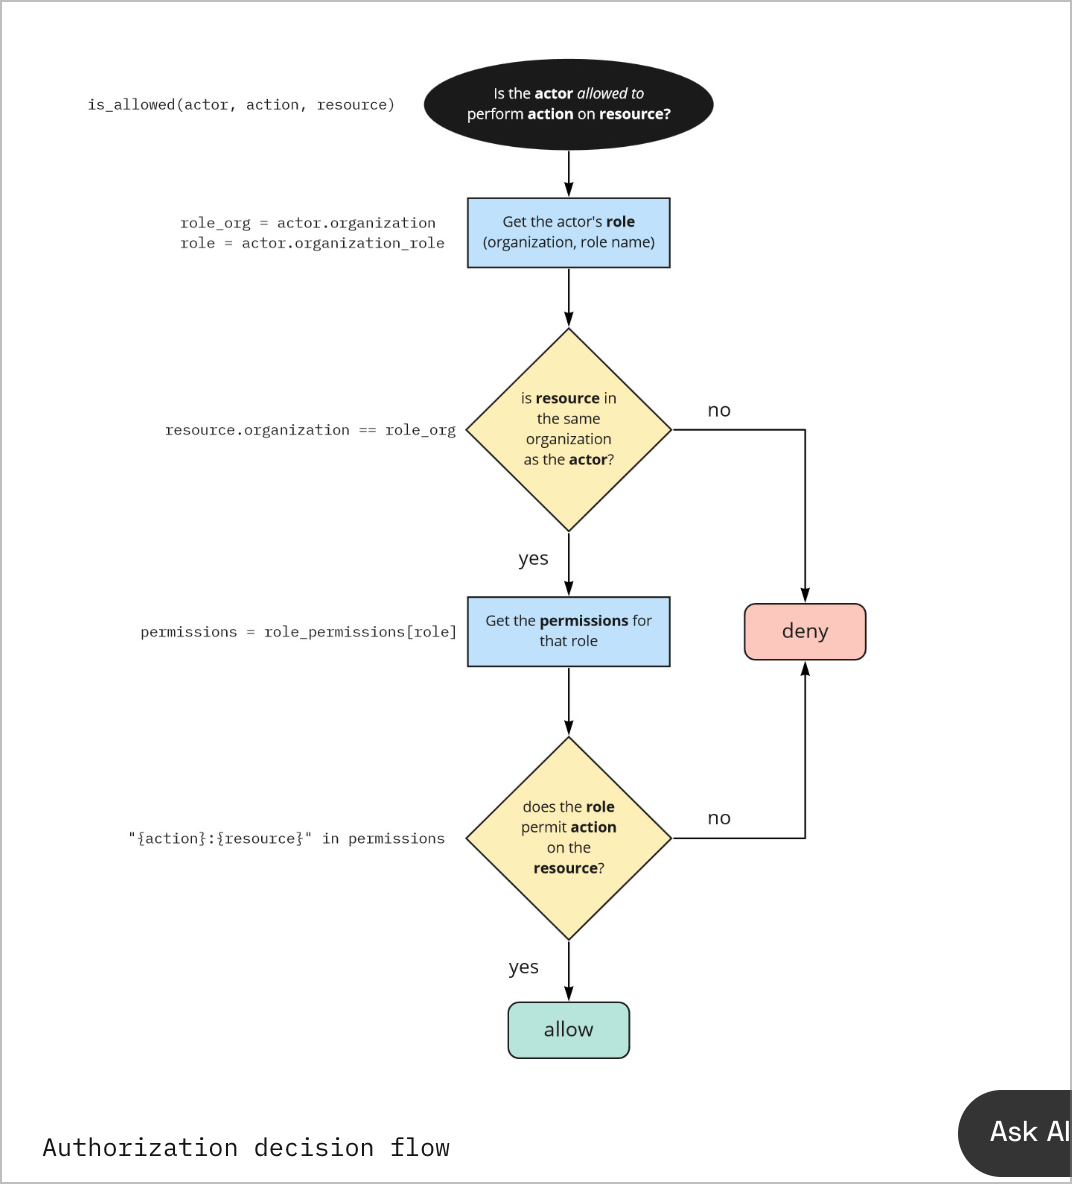 is_allowed(actor, action, resource)
Is the actor allowed to
perform action on resource?
role_org = actor.organization
role = actor.organization_role
Get the actor's role
(organization, role name)
resource.organization == role_org
is resource in
the same
organization
as the actor?
no
yes
permissions = role_permissions[role]
Get the permissions for
that role
deny
"{action}:{resource}" in permissions
does the role
permit action
on the
resource?
no
yes
allow
Authorization decision flow
Ask AI